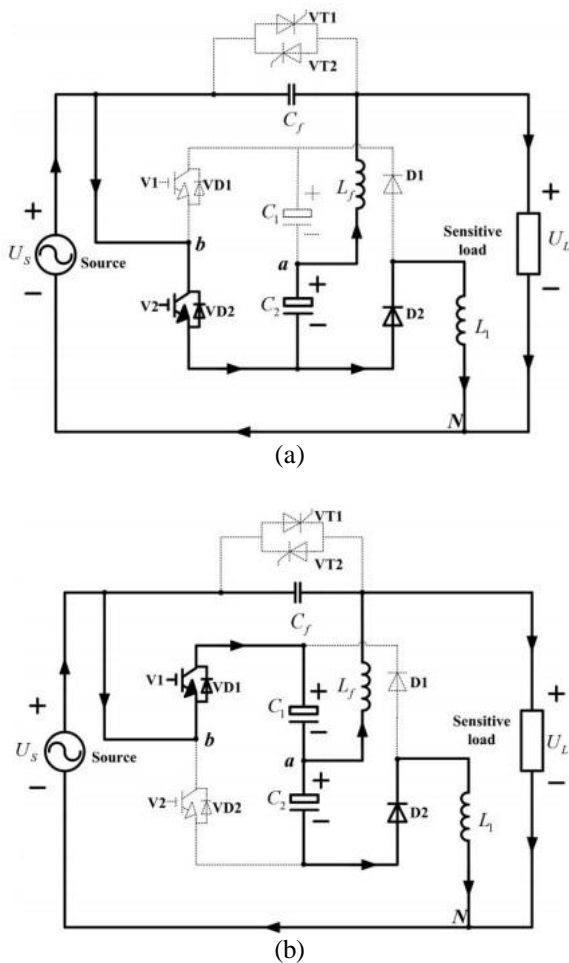 VT1
VT2
C_f
V1
VD1
C_1
+
−
L_f
D1
+
U_S
−
Source
b
a
Sensitive
load
+
U_L
−
V2
VD2
C_2
+
−
D2
L_1
N
(a)
VT1
VT2
C_f
V1
VD1
C_1
+
−
L_f
D1
+
U_S
−
Source
b
a
Sensitive
load
+
U_L
−
V2
VD2
C_2
+
−
D2
L_1
N
(b)